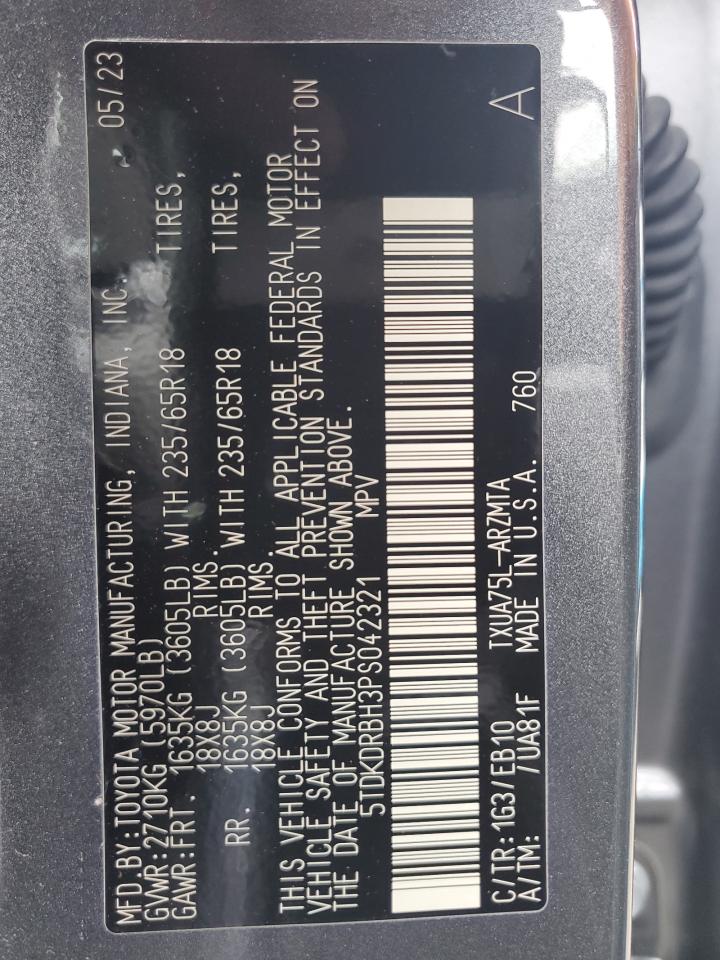 MFD BY: TOYOTA MOTOR MANUFACTURING, INDIANA, INC. 05/23
GVWR: 2710KG (5970LB)
GAWR: FRT. 1635KG (3605LB) WITH 235/65R18 TIRES,
18X8J RIMS.
RR. 1635KG (3605LB) WITH 235/65R18 TIRES,
18X8J RIMS
THIS VEHICLE CONFORMS TO ALL APPLICABLE FEDERAL MOTOR
VEHICLE SAFETY AND THEFT PREVENTION STANDARDS IN EFFECT ON
THE DATE OF MANUFACTURE SHOWN ABOVE.
5TDKDRBH3PS042321 MPV
C/TR: 1G3/EB10 TXUA75L-ARZMTA A
A/TM: /UA81F MADE IN U.S.A. 760